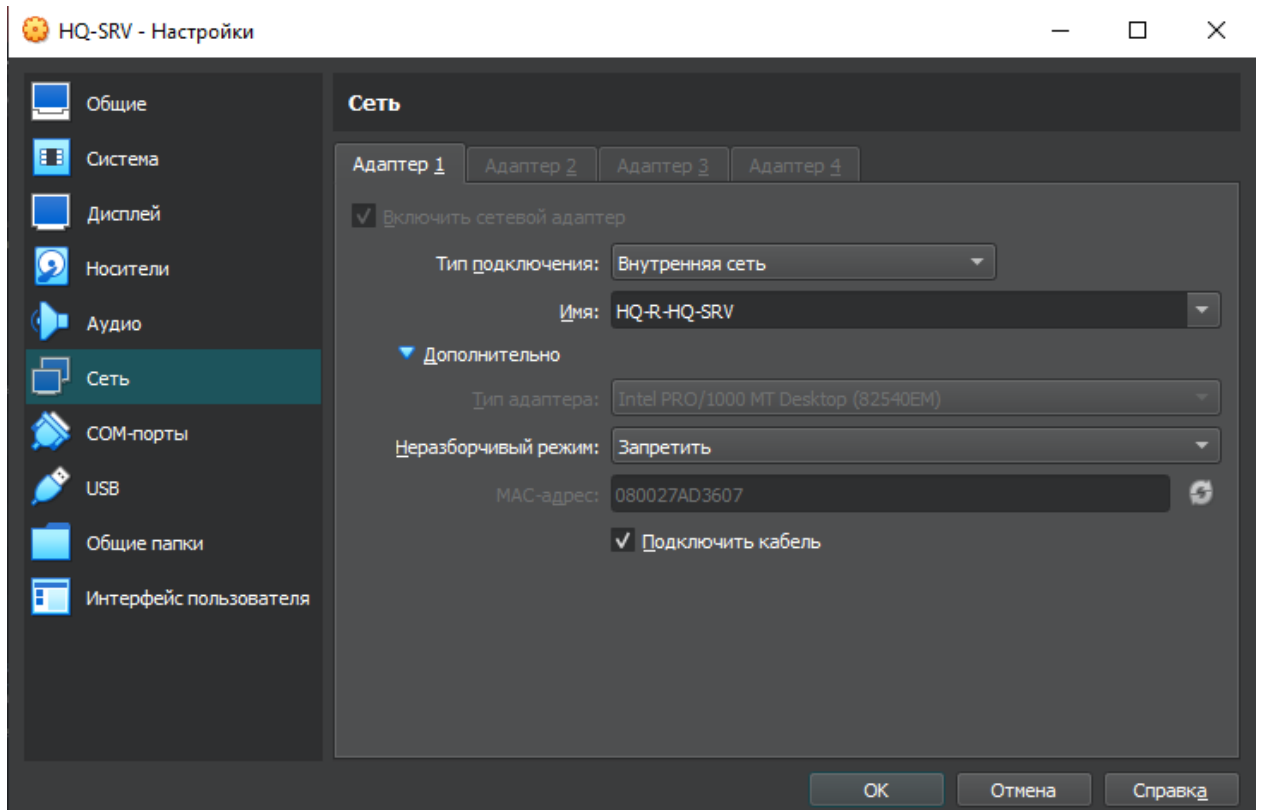 HQ-SRV - Настройки
Общие
Система
Дисплей
Носители
Аудио
Сеть
COM-порты
USB
Общие папки
Интерфейс пользователя
Сеть
Адаптер 1 Адаптер 2 Адаптер 3 Адаптер 4
Включить сетевой адаптер
Тип подключения: Внутренняя сеть
Имя: HQ-R-HQ-SRV
Дополнительно
Тип адаптера: Intel PRO/1000 MT Desktop (82540EM)
Неразборчивый режим: Запретить
MAC-адрес: 080027AD3607
Подключить кабель
OK Отмена Справка